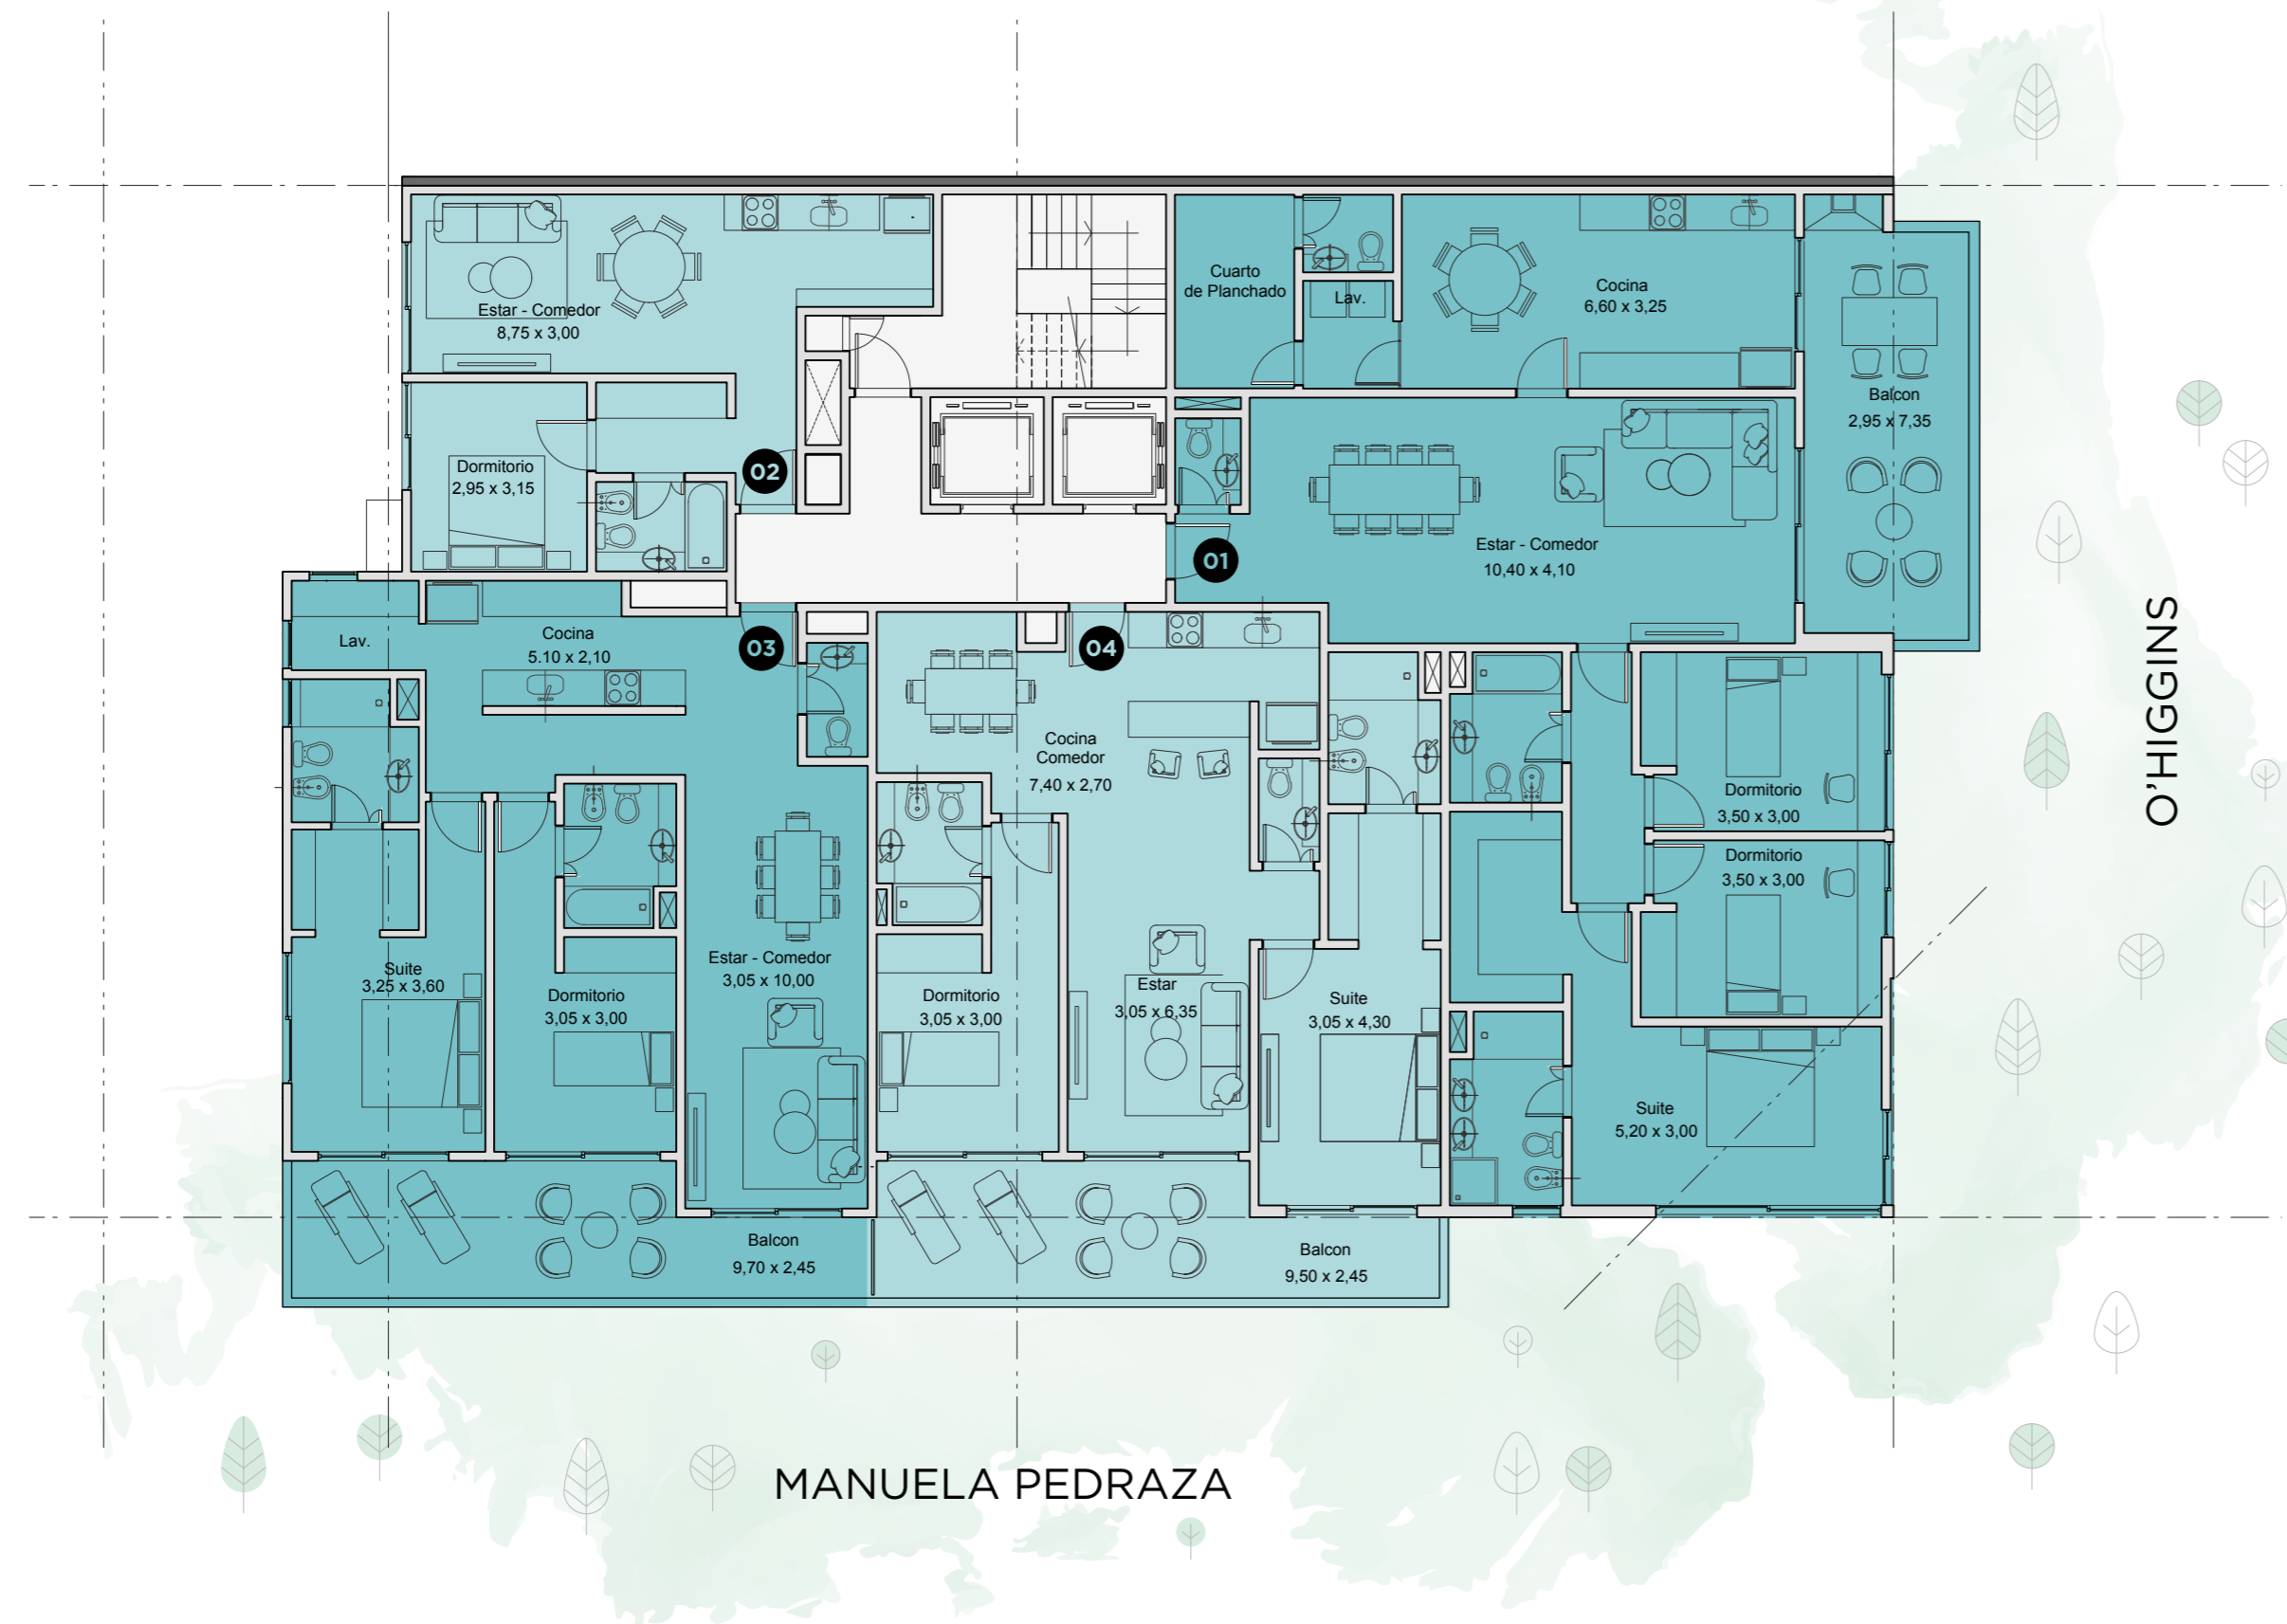 Estar - Comedor
8,75 x 3,00
Dormitorio
2,95 x 3,15
02
Cuarto
de Planchado
Lav.
Cocina
6,60 x 3,25
Balcon
2,95 x 7,35
01
Estar - Comedor
10,40 x 4,10
Lav.
Cocina
5.10 x 2,10
03
04
Cocina
Comedor
7,40 x 2,70
Dormitorio
3,50 x 3,00
Dormitorio
3,50 x 3,00
Suite
3,25 x 3,60
Dormitorio
3,05 x 3,00
Estar - Comedor
3,05 x 10,00
Dormitorio
3,05 x 3,00
Estar
3,05 x 6,35
Suite
3,05 x 4,30
Suite
5,20 x 3,00
Balcon
9,70 x 2,45
Balcon
9,50 x 2,45
O'HIGGINS
MANUELA PEDRAZA